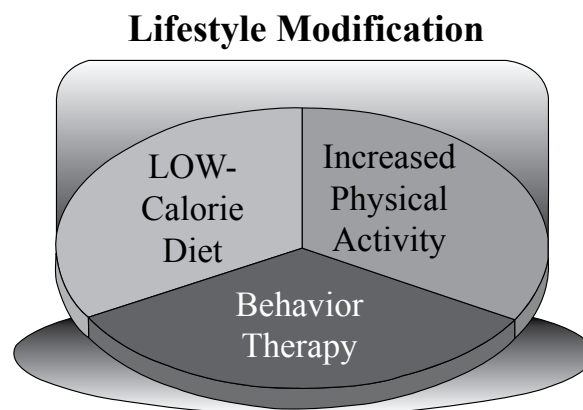 Lifestyle Modification
LOW-
Calorie
Diet
Increased
Physical
Activity
Behavior
Therapy